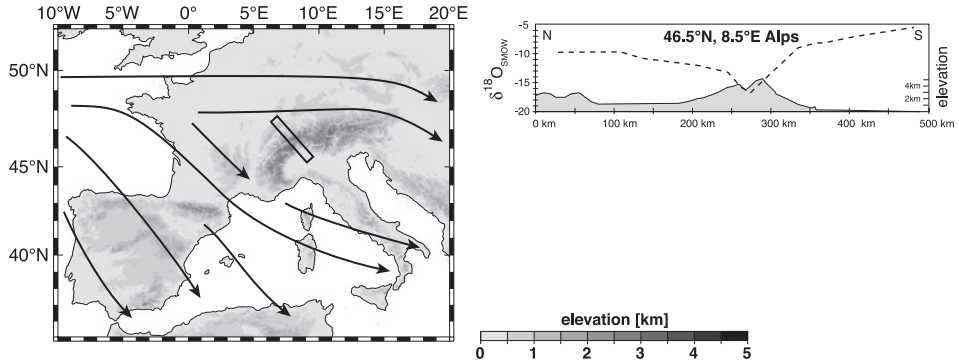 10°W 5°W 0°E 5°E 10°E 15°E 20°E
50°N
45°N
40°N
-5
-10
-15
-20
δ18OSMOW
N
46.5°N, 8.5°E Alps
S
4km
2km
elevation
0 km 100 km 200 km 300 km 400 km 500 km
elevation [km]
0 1 2 3 4 5